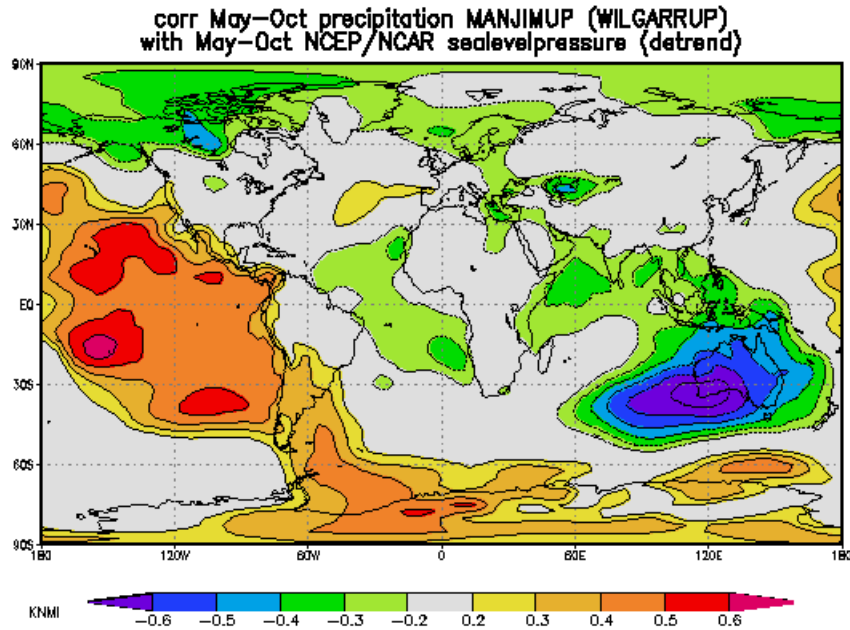 corr May-Oct precipitation MANJIMUP (WILGARRUP)
with May-Oct NCEP/NCAR sealevelpressure (detrend)
90N
60N
30N
EQ
30S
60S
90S
180 120W 60W 0 60E 120E 180
KNMI
-0.6 -0.5 -0.4 -0.3 -0.2 0.2 0.3 0.4 0.5 0.6